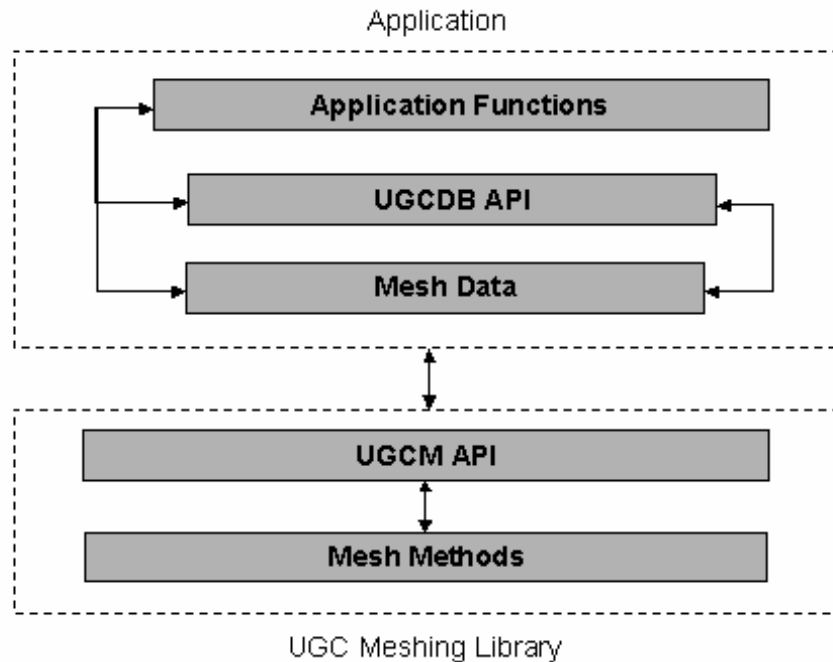 Application
Application Functions
UGCDB API
Mesh Data
UGCM API
Mesh Methods
UGC Meshing Library